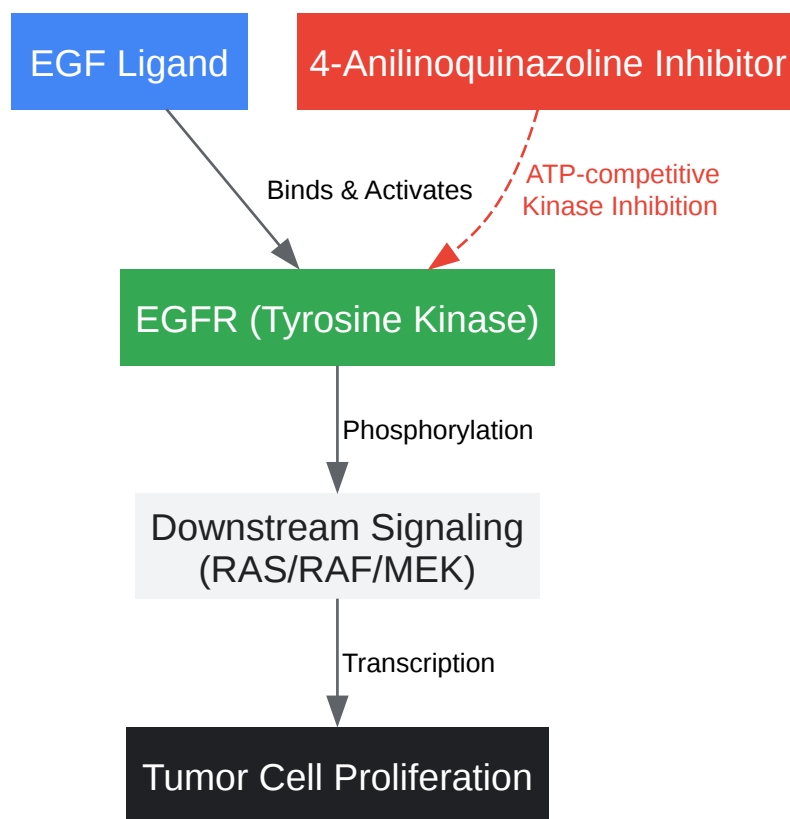 EGF Ligand
4-Anilinoquinazoline Inhibitor
Binds & Activates
ATP-competitive
Kinase Inhibition
EGFR (Tyrosine Kinase)
Phosphorylation
Downstream Signaling
(RAS/RAF/MEK)
Transcription
Tumor Cell Proliferation